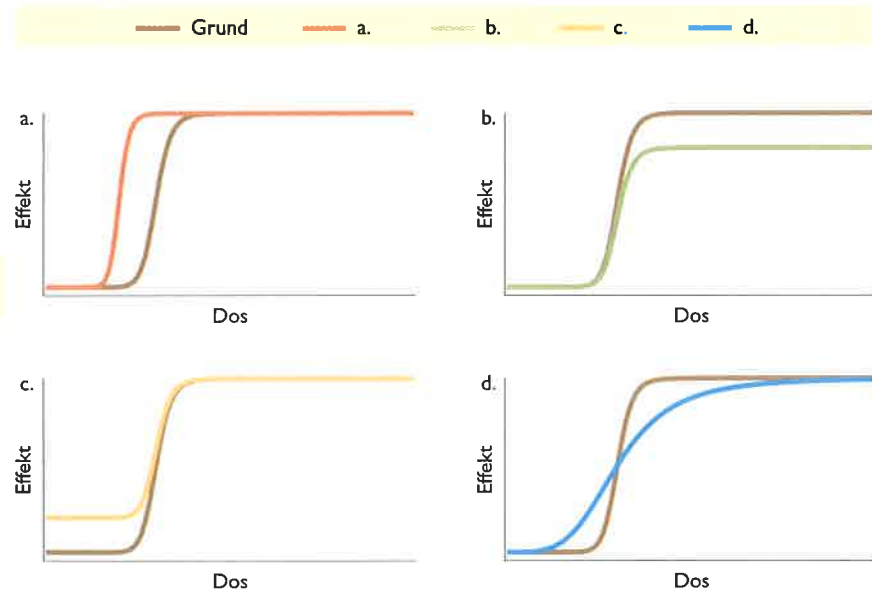 Grund a. b. c. d.
a.
Effekt
Dos
b.
Effekt
Dos
c.
Effekt
Dos
d.
Effekt
Dos